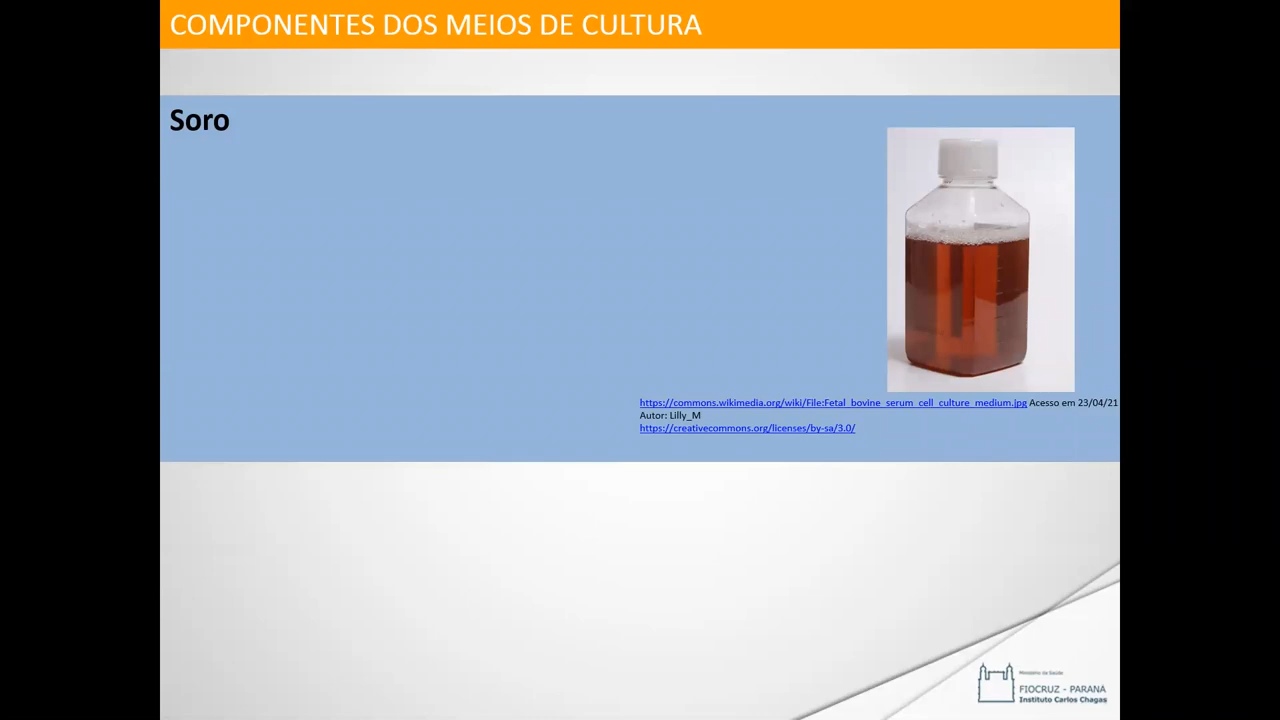 COMPONENTES DOS MEIOS DE CULTURA
Soro
https://commons.wikimedia.org/wiki/File:Fetal_bovine_serum_cell_culture_medium.jpg Acesso em 23/04/21
Autor: Lilly_M
https://creativecommons.org/licenses/by-sa/3.0/
Ministério da Saúde
FIOCRUZ - PARANÁ
Instituto Carlos Chagas